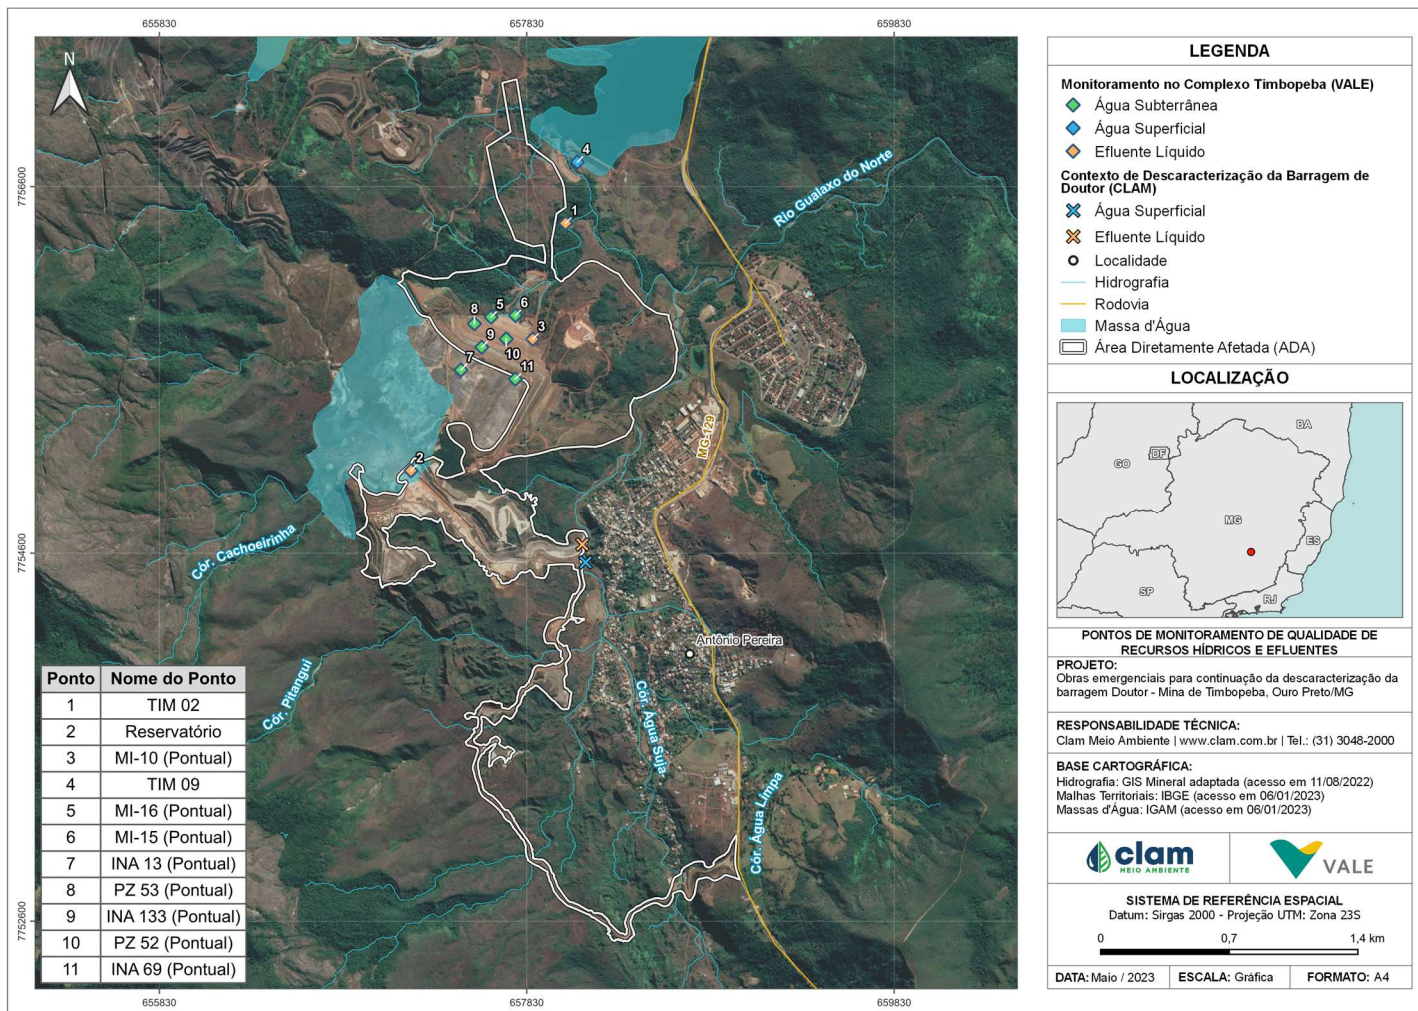 655830
657830
659830
7756600
7754600
7752600
N
4
1
Rio Gualaxo do Norte
8
5
6
9
3
10
7
11
MG-129
2
Cór. Cachoeirinha
Antônio Pereira
Cór. Pitangui
Cór. Água Suja
Cór. Água Limpa
Ponto Nome do Ponto
1 TIM 02
2 Reservatório
3 MI-10 (Pontual)
4 TIM 09
5 MI-16 (Pontual)
6 MI-15 (Pontual)
7 INA 13 (Pontual)
8 PZ 53 (Pontual)
9 INA 133 (Pontual)
10 PZ 52 (Pontual)
11 INA 69 (Pontual)
655830
657830
659830
LEGENDA
Monitoramento no Complexo Timbopeba (VALE)
Água Subterrânea
Água Superficial
Efluente Líquido
Contexto de Descaracterização da Barragem de
Doutor (CLAM)
Água Superficial
Efluente Líquido
Localidade
Hidrografia
Rodovia
Massa d'Água
Área Diretamente Afetada (ADA)
LOCALIZAÇÃO
BA
GO
DF
MG
ES
SP
RJ
PONTOS DE MONITORAMENTO DE QUALIDADE DE
RECURSOS HÍDRICOS E EFLUENTES
PROJETO:
Obras emergenciais para continuação da descaracterização da
barragem Doutor - Mina de Timbopeba, Ouro Preto/MG
RESPONSABILIDADE TÉCNICA:
Clam Meio Ambiente | www.clam.com.br | Tel.: (31) 3048-2000
BASE CARTOGRÁFICA:
Hidrografia: GIS Mineral adaptada (acesso em 11/08/2022)
Malhas Territoriais: IBGE (acesso em 06/01/2023)
Massas d'Água: IGAM (acesso em 06/01/2023)
clam
MEIO AMBIENTE
VALE
SISTEMA DE REFERÊNCIA ESPACIAL
Datum: Sirgas 2000 - Projeção UTM: Zona 23S
0 0,7 1,4 km
DATA: Maio / 2023 ESCALA: Gráfica FORMATO: A4